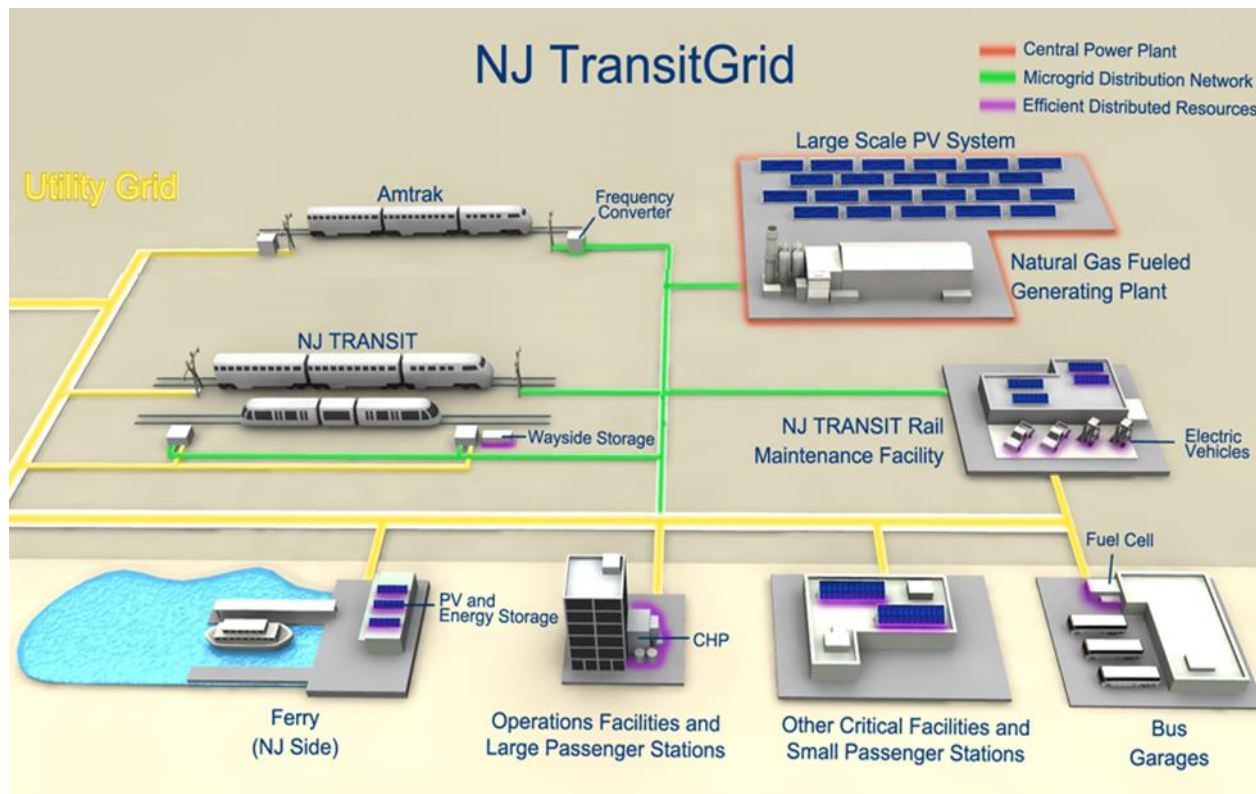 NJ TransitGrid
Central Power Plant
Microgrid Distribution Network
Efficient Distributed Resources
Large Scale PV System
Utility Grid
Amtrak
Frequency
Converter
Natural Gas Fueled
Generating Plant
NJ TRANSIT
Wayside Storage
NJ TRANSIT Rail
Maintenance Facility
Electric
Vehicles
Fuel Cell
PV and
Energy Storage
CHP
Ferry
(NJ Side)
Operations Facilities and
Large Passenger Stations
Other Critical Facilities and
Small Passenger Stations
Bus
Garages